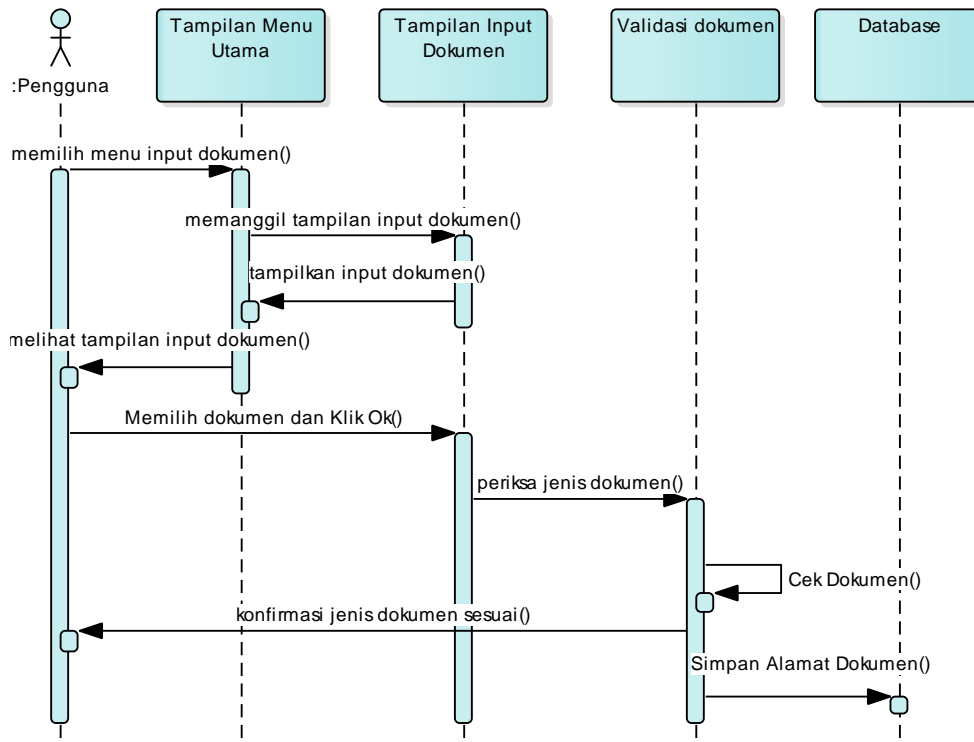 Tampilan Menu
Utama
Tampilan Input
Dokumen
Validasi dokumen
Database
:Pengguna
memilih menu input dokumen()
memanggil tampilan input dokumen()
tampilkan input dokumen()
melihat tampilan input dokumen()
Memilih dokumen dan Klik Ok()
periksa jenis dokumen()
Cek Dokumen()
konfirmasi jenis dokumen sesuai()
Simpan Alamat Dokumen()